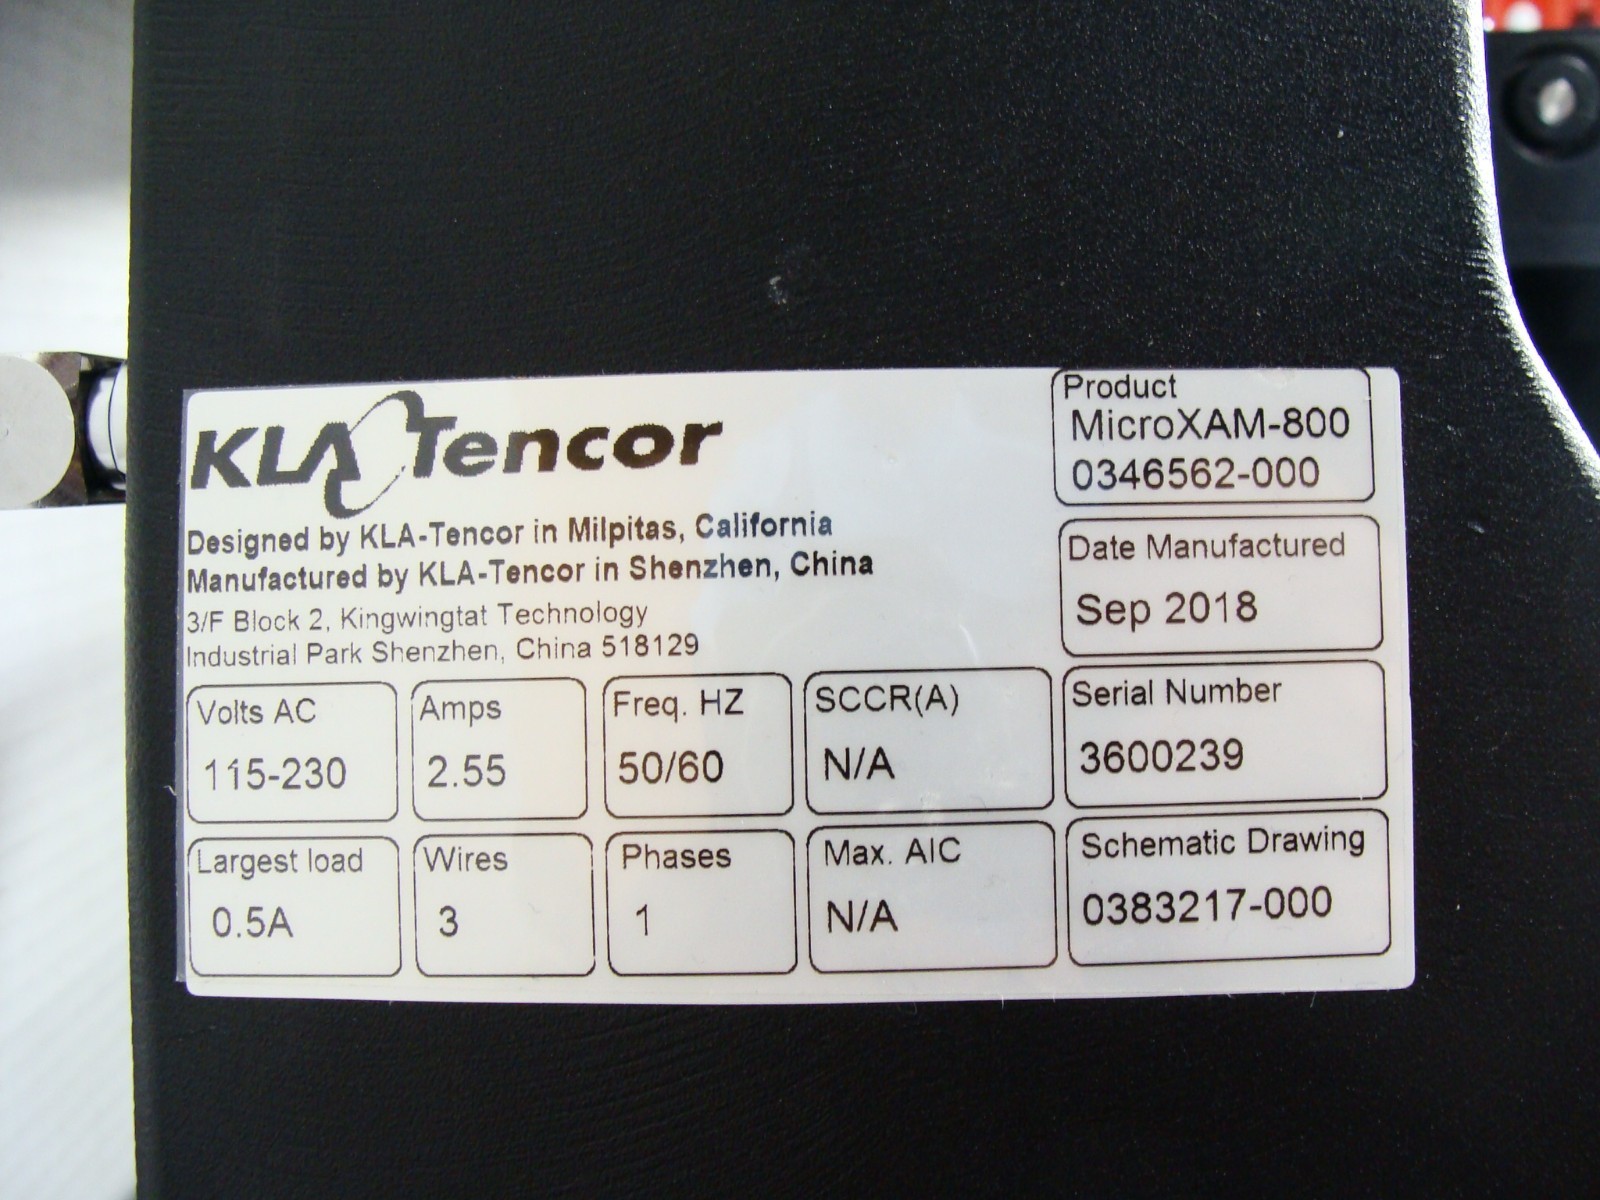 KLA Tencor
Designed by KLA-Tencor in Milpitas, California
Manufactured by KLA-Tencor in Shenzhen, China
3/F Block 2, Kingwingtat Technology
Industrial Park Shenzhen, China 518129
Product
MicroXAM-800
0346562-000
Date Manufactured
Sep 2018
Volts AC
115-230
Amps
2.55
Freq. HZ
50/60
SCCR(A)
N/A
Serial Number
3600239
Largest load
0.5A
Wires
3
Phases
1
Max. AIC
N/A
Schematic Drawing
0383217-000